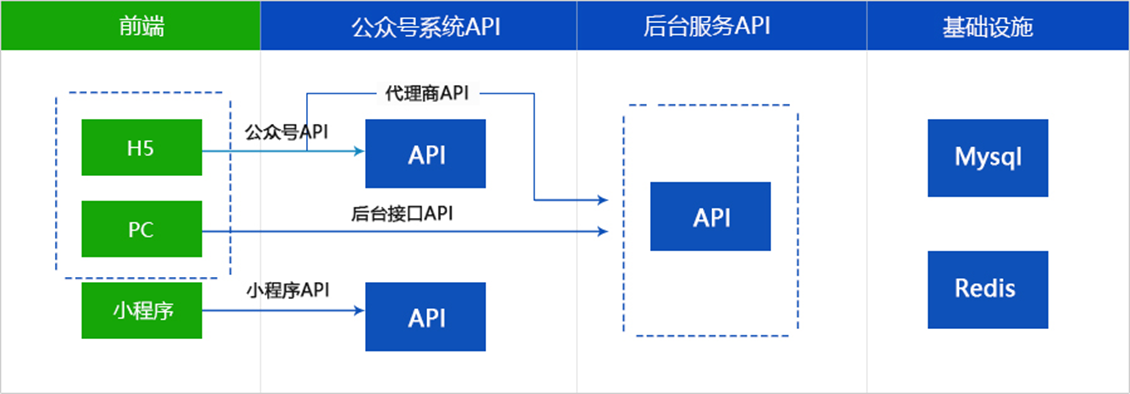 前端
公众号系统API
后台服务API
基础设施
代理商API
H5
公众号API
API
Mysql
PC
后台接口API
API
小程序
小程序API
API
Redis